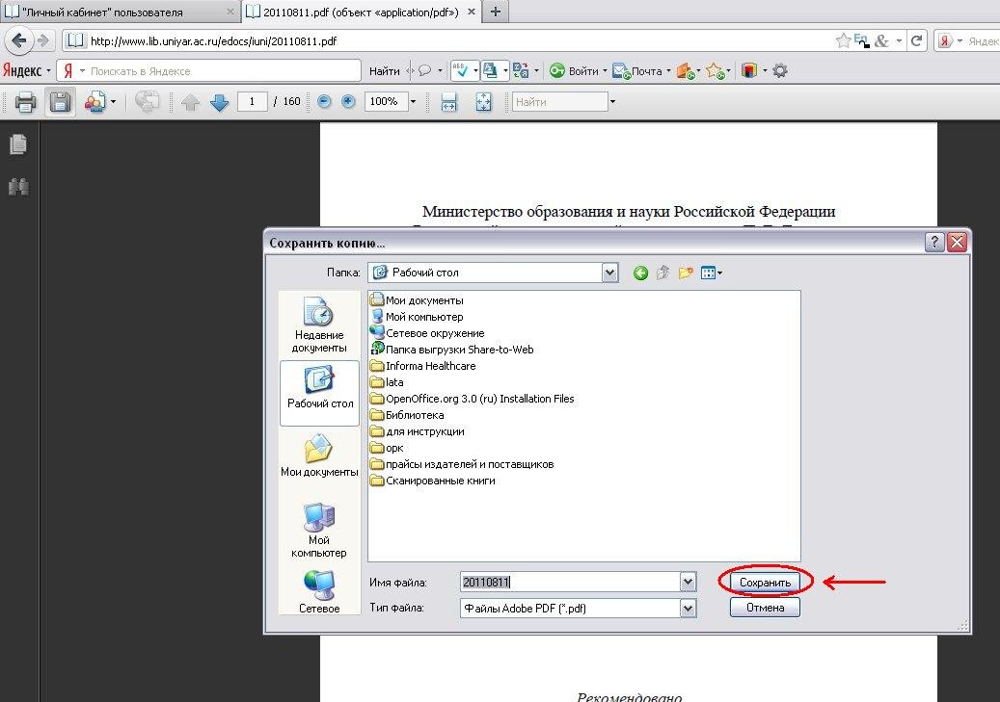 "Личный кабинет" пользователя
20110811.pdf (объект «application/pdf»)
http://www.lib.uniyar.ac.ru/edocs/iuni/20110811.pdf
Яндекс
Яндекс Поискать в Яндексе Найти Войти Почта
1 / 160 100% Найти
Министерство образования и науки Российской Федерации
Сохранить копию...
Папка: Рабочий стол
Недавние документы
Рабочий стол
Мои документы
Мой компьютер
Сетевое
Мои документы
Мой компьютер
Сетевое окружение
Папка выгрузки Share-to-Web
Informa Healthcare
lata
OpenOffice.org 3.0 (ru) Installation Files
Библиотека
для инструкции
орк
прайсы издателей и поставщиков
Сканированные книги
Имя файла: 20110811 Сохранить
Тип файла: Файлы Adobe PDF (*.pdf) Отмена
Рекомендовано